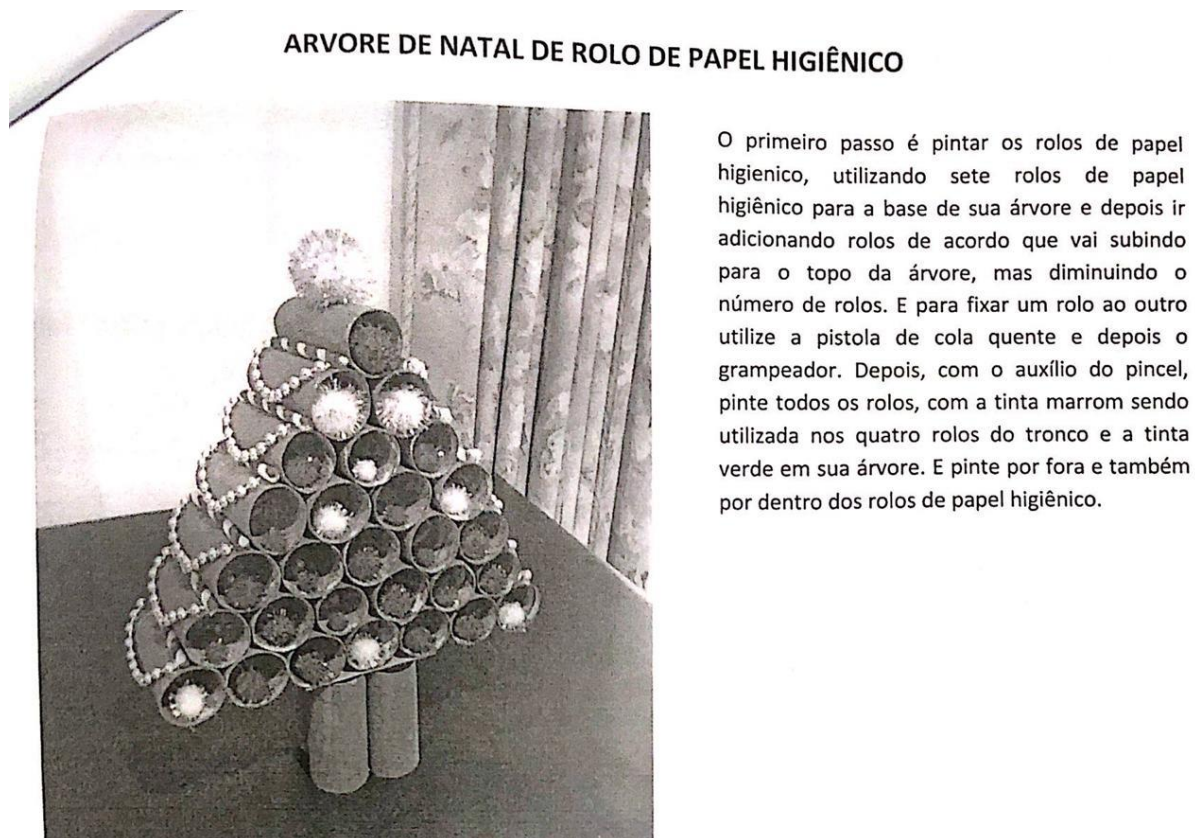 ARVORE DE NATAL DE ROLO DE PAPEL HIGIÊNICO
O primeiro passo é pintar os rolos de papel
higienico, utilizando sete rolos de papel
higiênico para a base de sua árvore e depois ir
adicionando rolos de acordo que vai subindo
para o topo da árvore, mas diminuindo o
número de rolos. E para fixar um rolo ao outro
utilize a pistola de cola quente e depois o
grampeador. Depois, com o auxílio do pincel,
pinte todos os rolos, com a tinta marrom sendo
utilizada nos quatro rolos do tronco e a tinta
verde em sua árvore. E pinte por fora e também
por dentro dos rolos de papel higiênico.